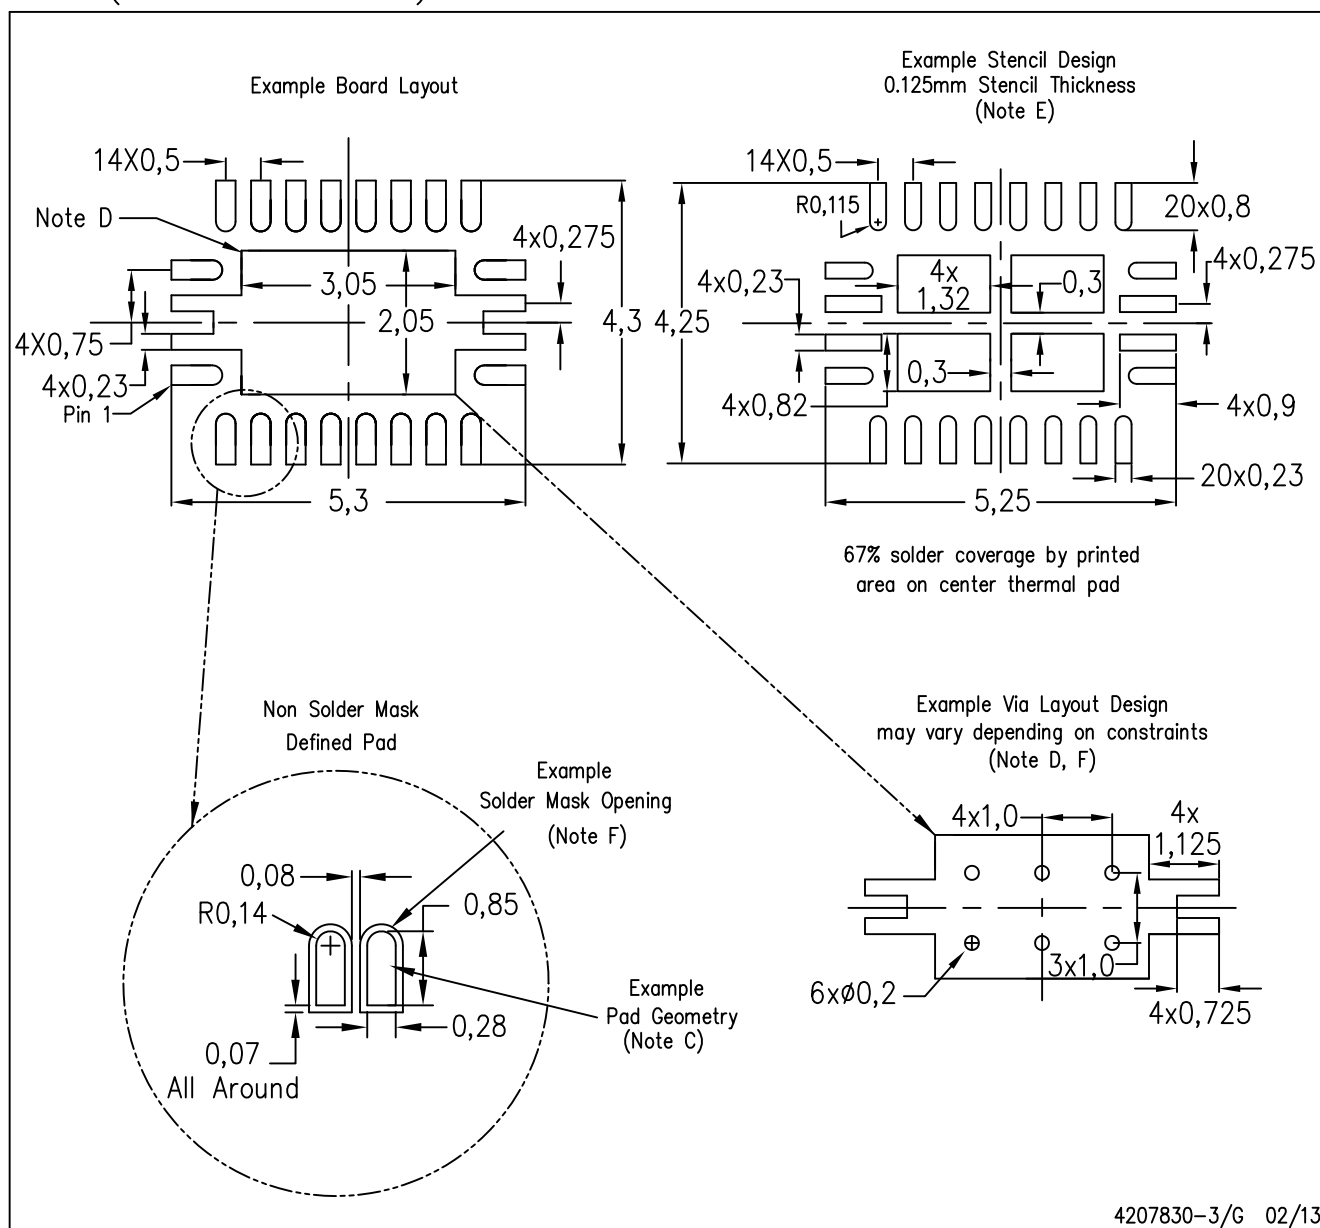 Example Board Layout
14X0,5
Note D
3,05
2,05
4x0,275
4,3
4X0,75
4x0,23
Pin 1
5,3
Example Stencil Design
0.125mm Stencil Thickness
(Note E)
14X0,5
R0,115
20x0,8
4x0,23
4x
1,32
0,3
4x0,275
4,25
0,3
4x0,82
4x0,9
20x0,23
5,25
67% solder coverage by printed
area on center thermal pad
Non Solder Mask
Defined Pad
Example
Solder Mask Opening
(Note F)
0,08
R0,14
0,85
0,28
0,07
All Around
Example
Pad Geometry
(Note C)
Example Via Layout Design
may vary depending on constraints
(Note D, F)
4x1,0
4x
1,125
3x1,0
6xø0,2
4x0,725
4207830-3/G 02/13